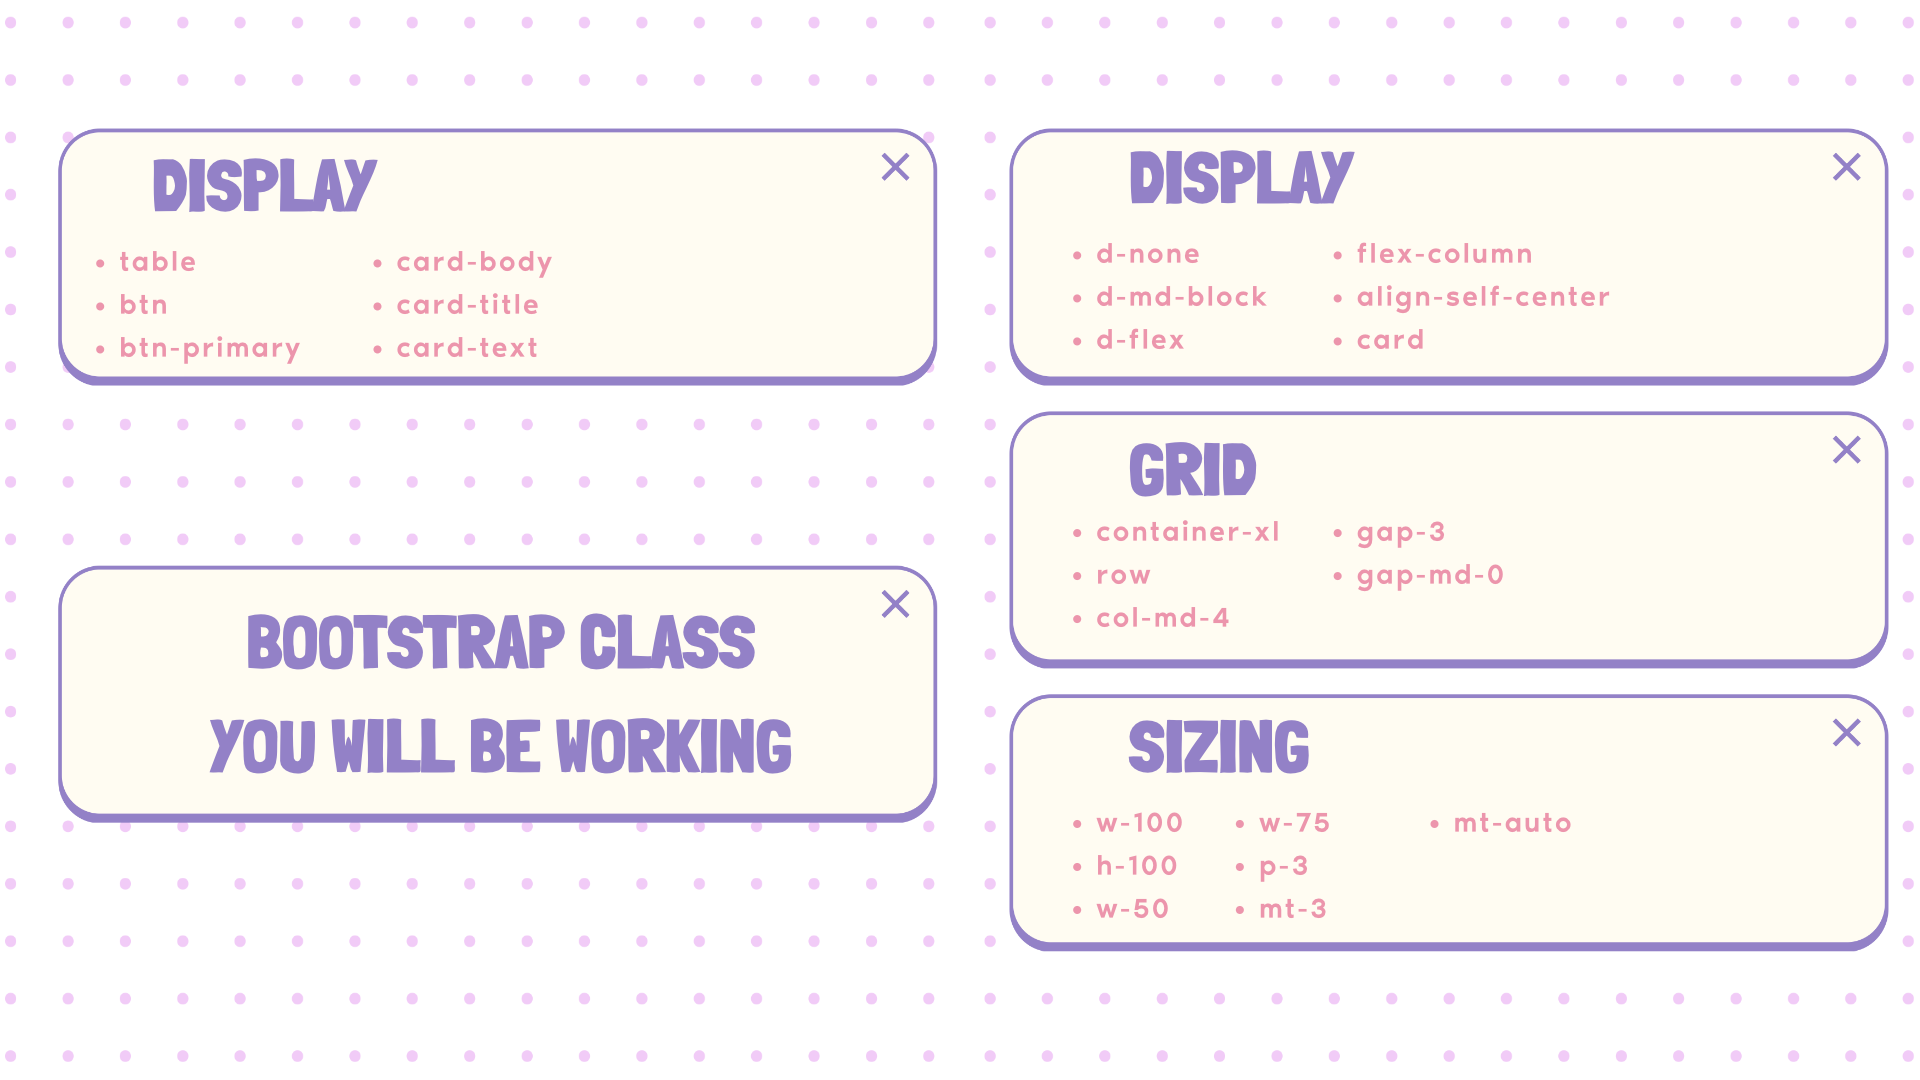 DISPLAY
• table
• btn
• btn-primary
• card-body
• card-title
• card-text
BOOTSTRAP CLASS
YOU WILL BE WORKING
DISPLAY
• d-none
• d-md-block
• d-flex
• flex-column
• align-self-center
• card
GRID
• container-xl
• row
• col-md-4
• gap-3
• gap-md-0
SIZING
• w-100
• h-100
• w-50
• w-75
• p-3
• mt-3
• mt-auto